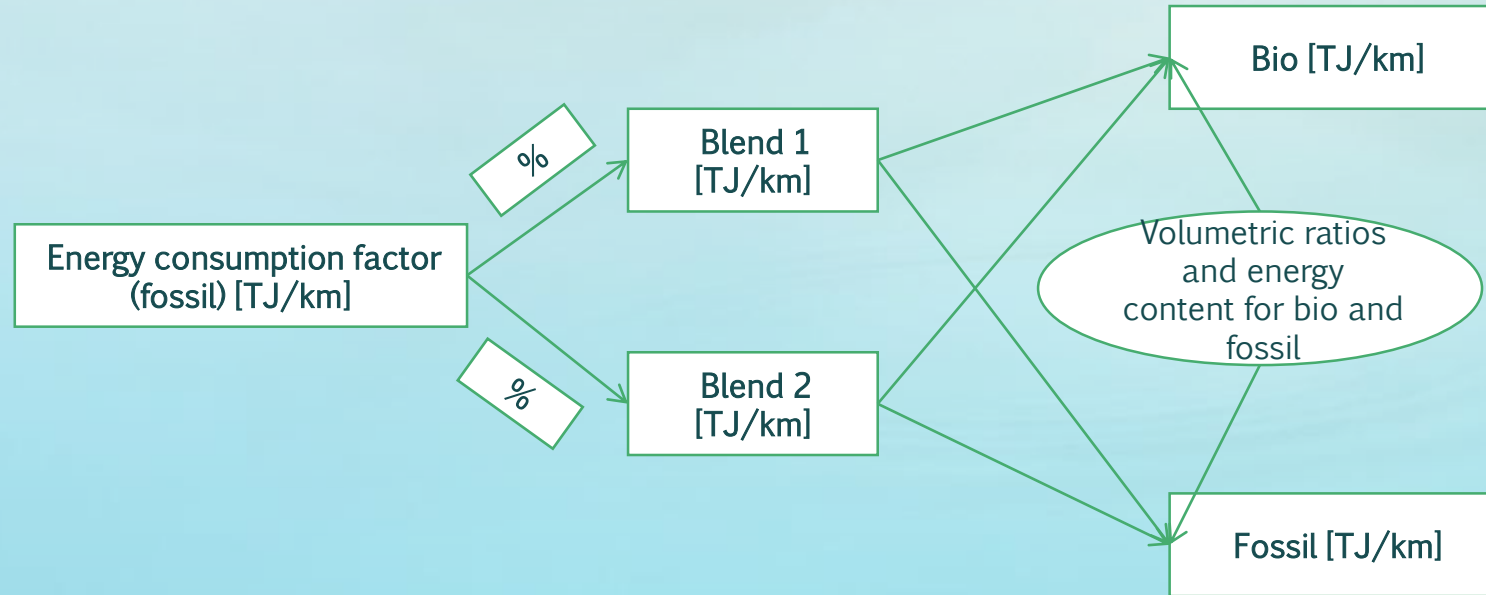 Energy consumption factor
(fossil) [TJ/km]
%
%
Blend 1
[TJ/km]
Blend 2
[TJ/km]
Bio [TJ/km]
Volumetric ratios
and energy
content for bio and
fossil
Fossil [TJ/km]